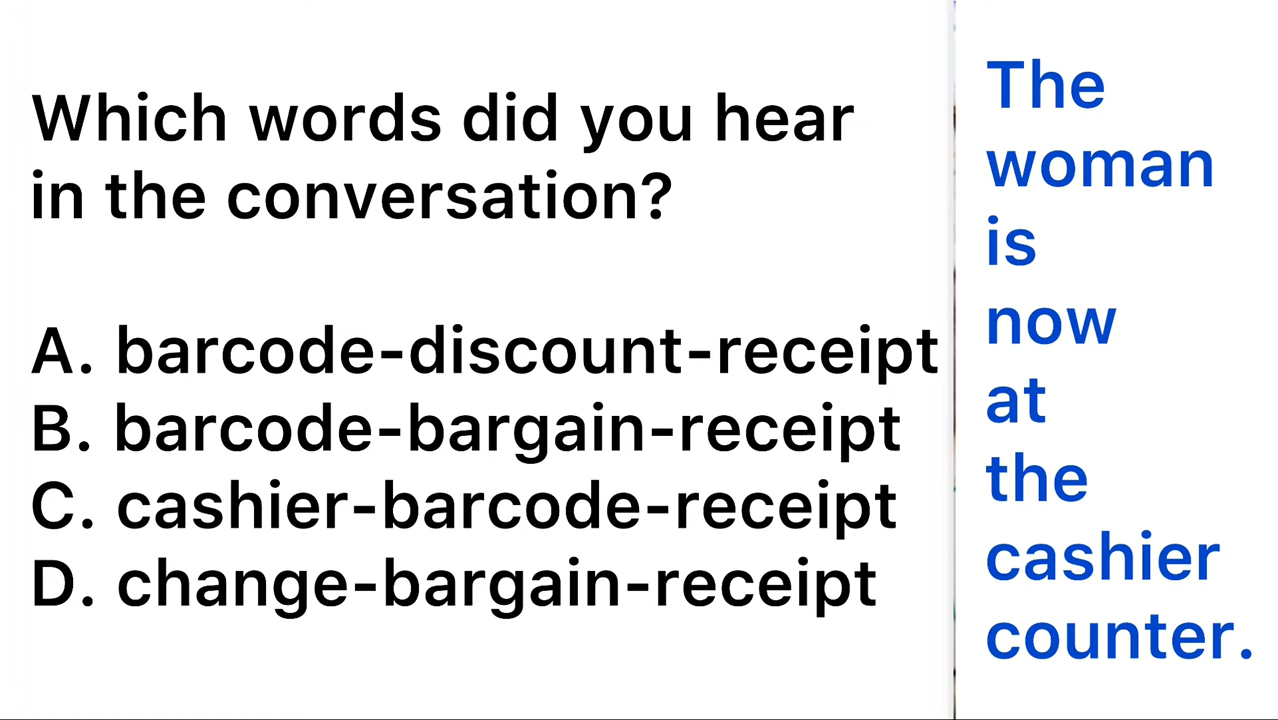 Which words did you hear
in the conversation?
A. barcode-discount-receipt
B. barcode-bargain-receipt
C. cashier-barcode-receipt
D. change-bargain-receipt
The
woman
is
now
at
the
cashier
counter.